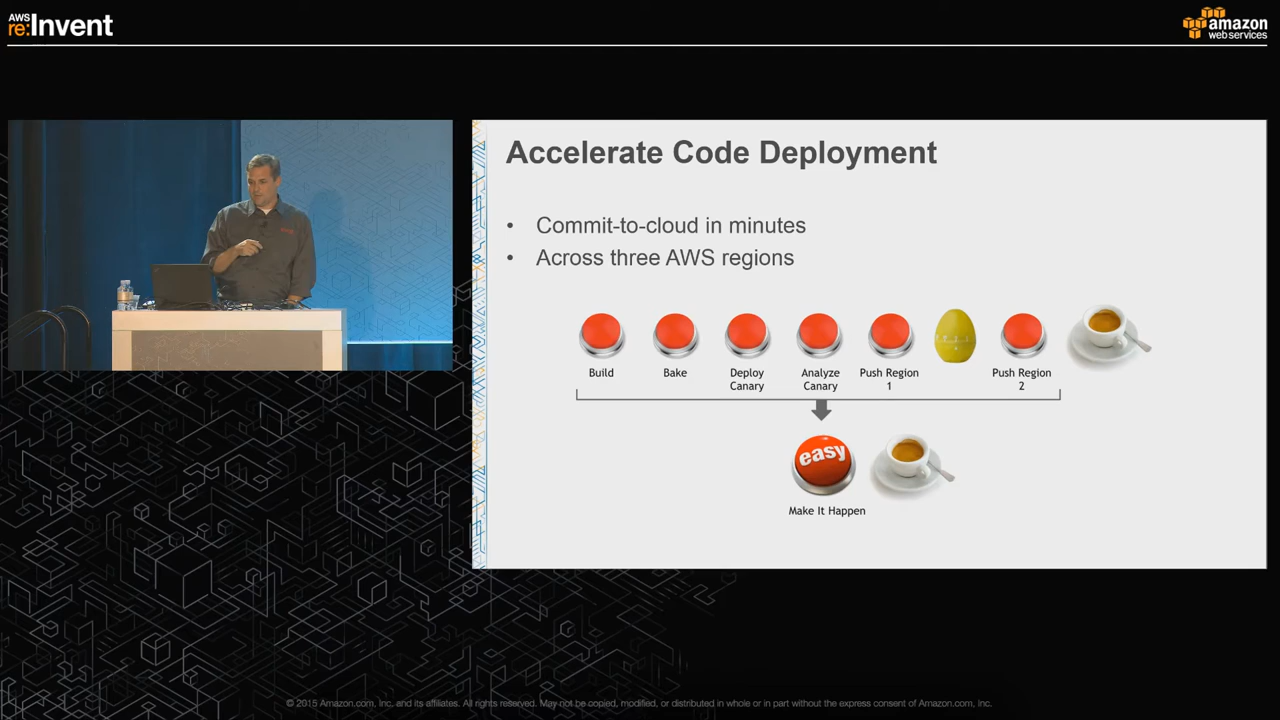 AWS
re:Invent
amazon
web services
Accelerate Code Deployment
• Commit-to-cloud in minutes
• Across three AWS regions
Build
Bake
Deploy
Canary
Analyze
Canary
Push Region
1
Push Region
2
easy
Make It Happen
© 2015 Amazon.com, Inc. and its affiliates. All rights reserved. May not be copied, modified, or distributed in whole or in part without the express consent of Amazon.com, Inc.